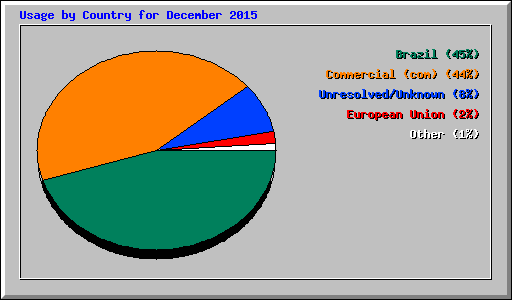 Usage by Country for December 2015
Brazil (45%)
Commercial (com) (44%)
Unresolved/Unknown (8%)
European Union (2%)
Other (1%)